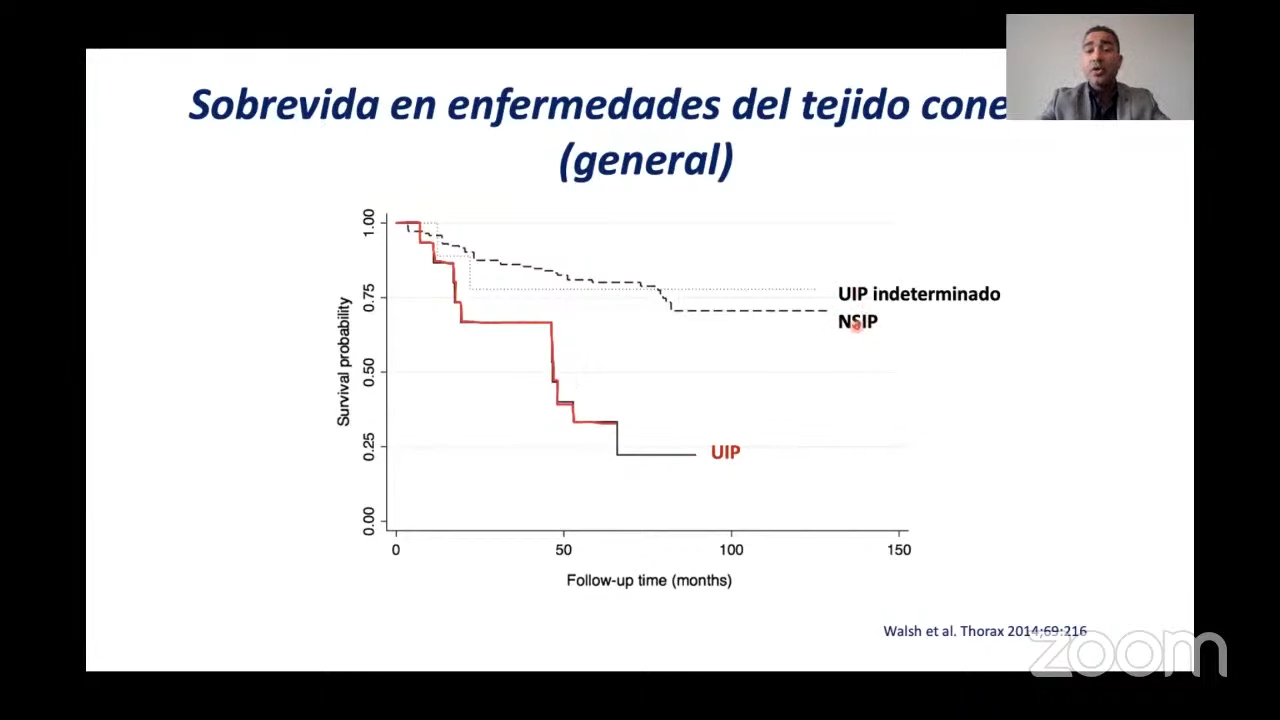 Sobrevida en enfermedades del tejido
(general)
1.00
0.75
0.50
0.25
0.00
Survival probability
UIP indeterminado
NSIP
UIP
0 50 100 150
Follow-up time (months)
Walsh et al. Thorax 2014;69:216
zoom